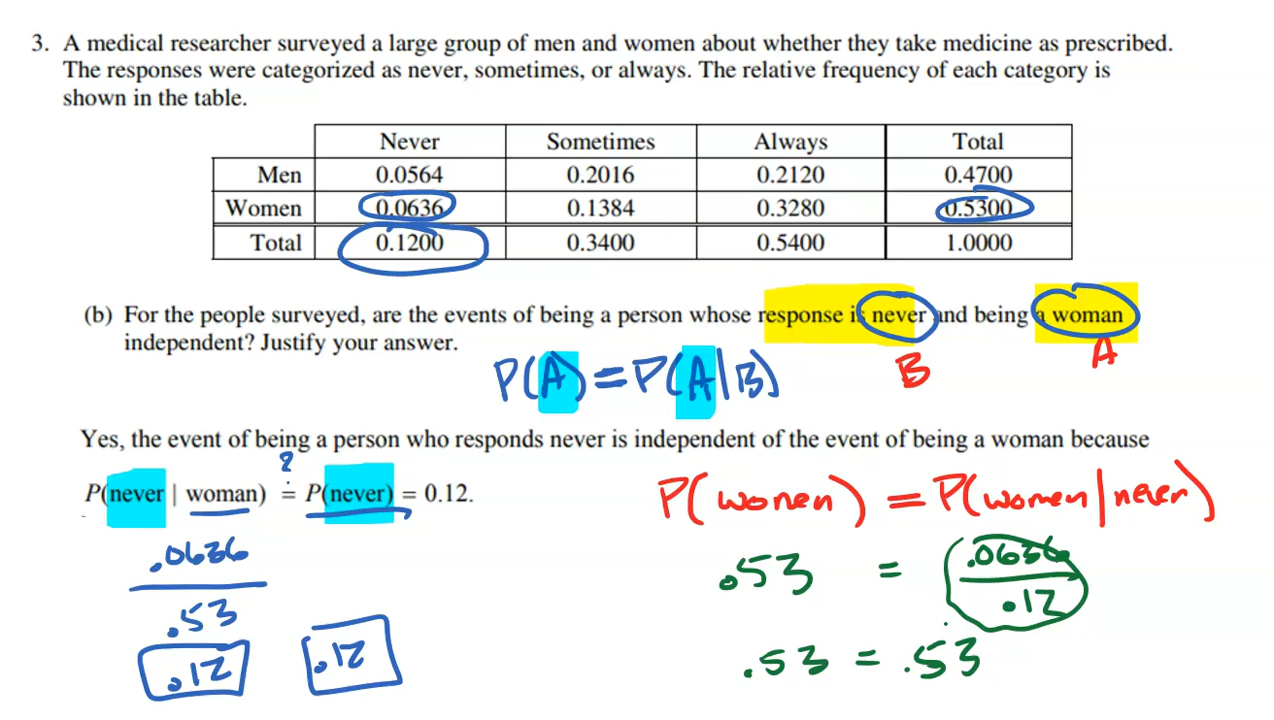 3. A medical researcher surveyed a large group of men and women about whether they take medicine as prescribed.
The responses were categorized as never, sometimes, or always. The relative frequency of each category is
shown in the table.
Never Sometimes Always Total
Men 0.0564 0.2016 0.2120 0.4700
Women 0.0636 0.1384 0.3280 0.5300
Total 0.1200 0.3400 0.5400 1.0000
(b) For the people surveyed, are the events of being a person whose response is never and being a woman
independent? Justify your answer.
P(A) = P(A|B)
B
A
Yes, the event of being a person who responds never is independent of the event of being a woman because
?
P(never | woman) = P(never) = 0.12.
.0636
.53
.12
.12
P(women) = P(women|never)
.53 = .0636
.12
.53 = .53